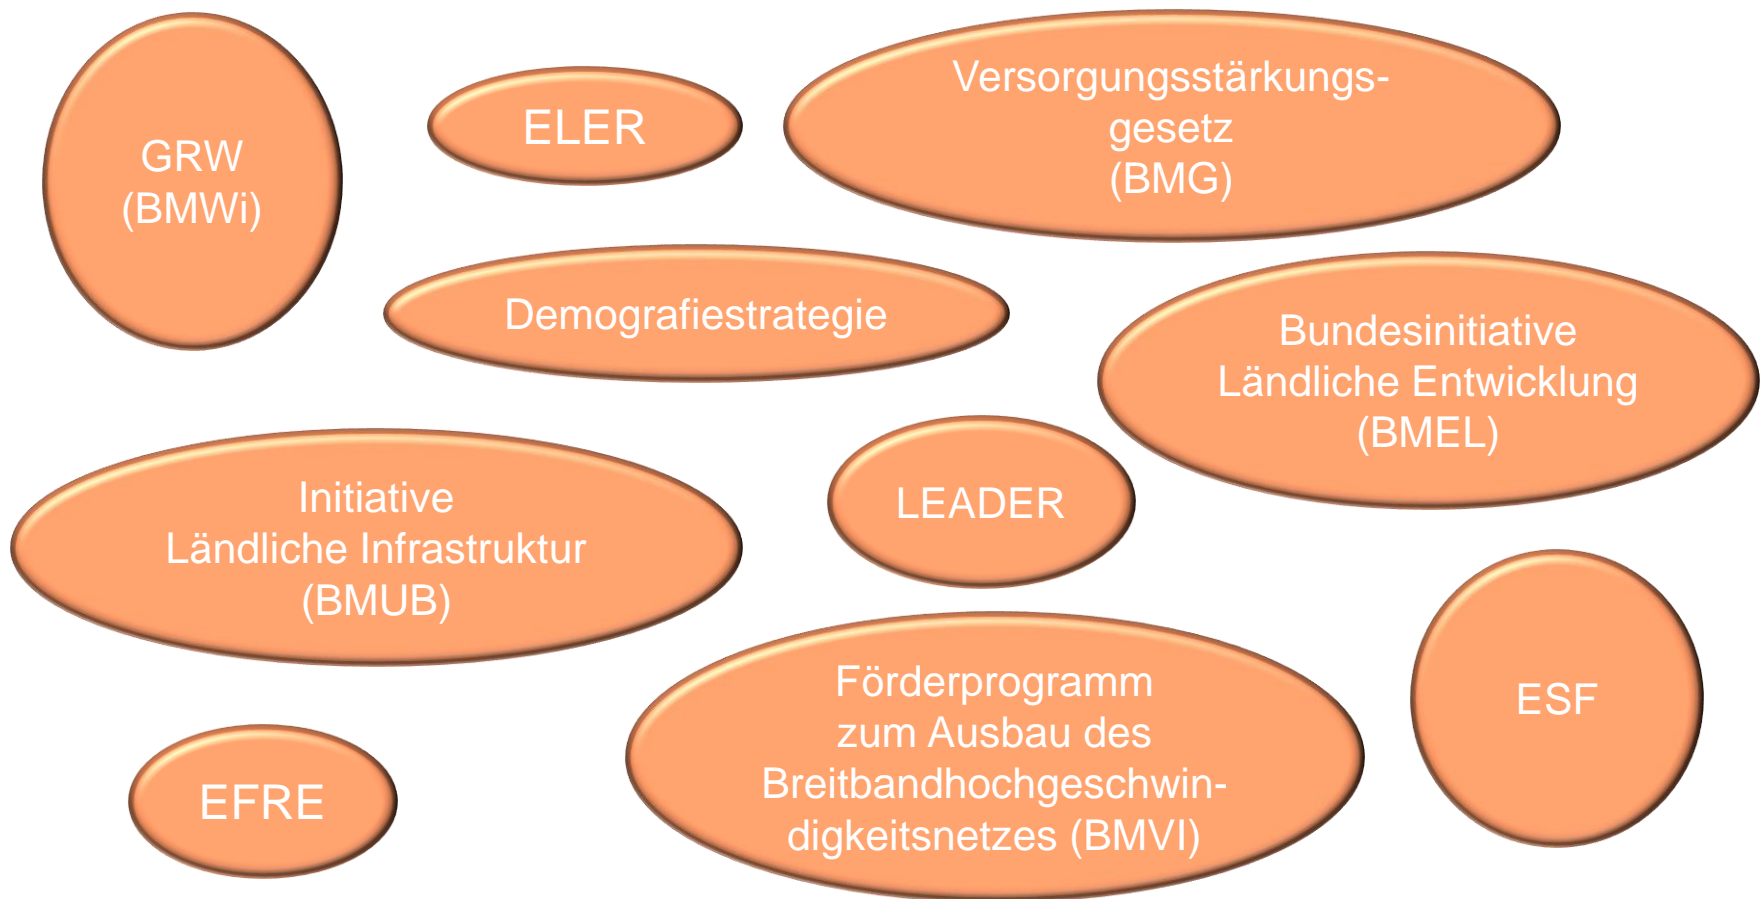 GRW
(BMWi)
ELER
Versorgungsstärkungs-
gesetz
(BMG)
Demografiestrategie
Bundesinitiative
Ländliche Entwicklung
(BMEL)
Initiative
Ländliche Infrastruktur
(BMUB)
LEADER
Förderprogramm
zum Ausbau des
Breitbandhochgeschwin-
digkeitsnetzes (BMVI)
ESF
EFRE